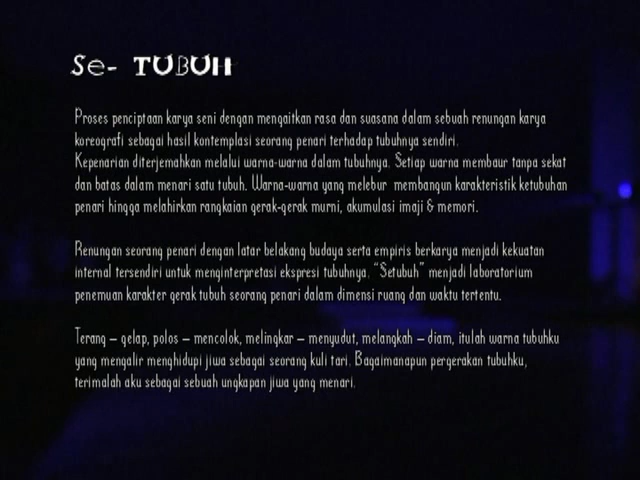 Se- TUBUH
Proses penciptaan karya seni dengan mengaitkan rasa dan suasana dalam sebuah renungan karya
koreografi sebagai hasil kontemplasi seorang penari terhadap tubuhnya sendiri.
Kepenarian diterjemahkan melalui warna-warna dalam tubuhnya. Setiap warna membaur tanpa sekat
dan batas dalam menari satu tubuh. Warna-warna yang melebur membangun karakteristik ketubuhan
penari hingga melahirkan rangkaian gerak-gerak murni, akumulasi imaji & memori.
Renungan seorang penari dengan latar belakang budaya serta empiris berkarya menjadi kekuatan
internal tersendiri untuk menginterpretasi ekspresi tubuhnya. “Setubuh” menjadi laboratorium
penemuan karakter gerak tubuh seorang penari dalam dimensi ruang dan waktu tertentu.
Terang – gelap, polos – mencolok, melingkar – menyudut, melangkah – diam, itulah warna tubuhku
yang mengalir menghidupi jiwa sebagai seorang kuli tari. Bagaimanapun pergerakan tubuhku,
terimalah aku sebagai sebuah ungkapan jiwa yang menari.